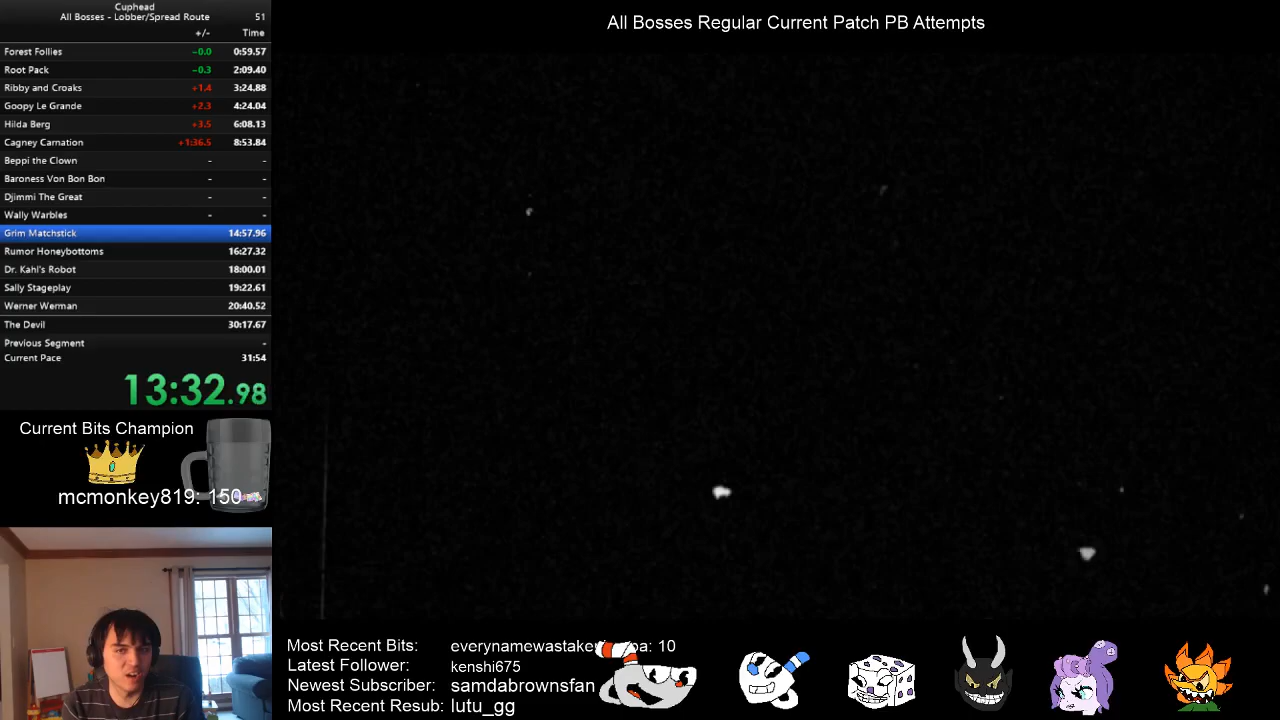 Cuphead
All Bosses - Lobber/Spread Route 51
+/- Time
Forest Follies -0.0 0:59.57
Root Pack -0.3 2:09.40
Ribby and Croaks +1.4 3:24.88
Goopy Le Grande +2.3 4:24.04
Hilda Berg +3.5 6:08.13
Cagney Carnation +1:36.5 8:53.84
Beppi the Clown - -
Baroness Von Bon Bon - -
Djimmi The Great - -
Wally Warbles - -
Grim Matchstick 14:57.96
Rumor Honeybottoms 16:27.32
Dr. Kahl's Robot 18:00.01
Sally Stageplay 19:22.61
Werner Werman 20:40.52
The Devil 30:17.67
Previous Segment -
Current Pace 31:54
13:32.98
Current Bits Champion
mcmonkey819: 150
All Bosses Regular Current Patch PB Attempts
Most Recent Bits: 10
Latest Follower: kenshi675
Newest Subscriber: samdabrownsfan
Most Recent Resub: lutu_gg